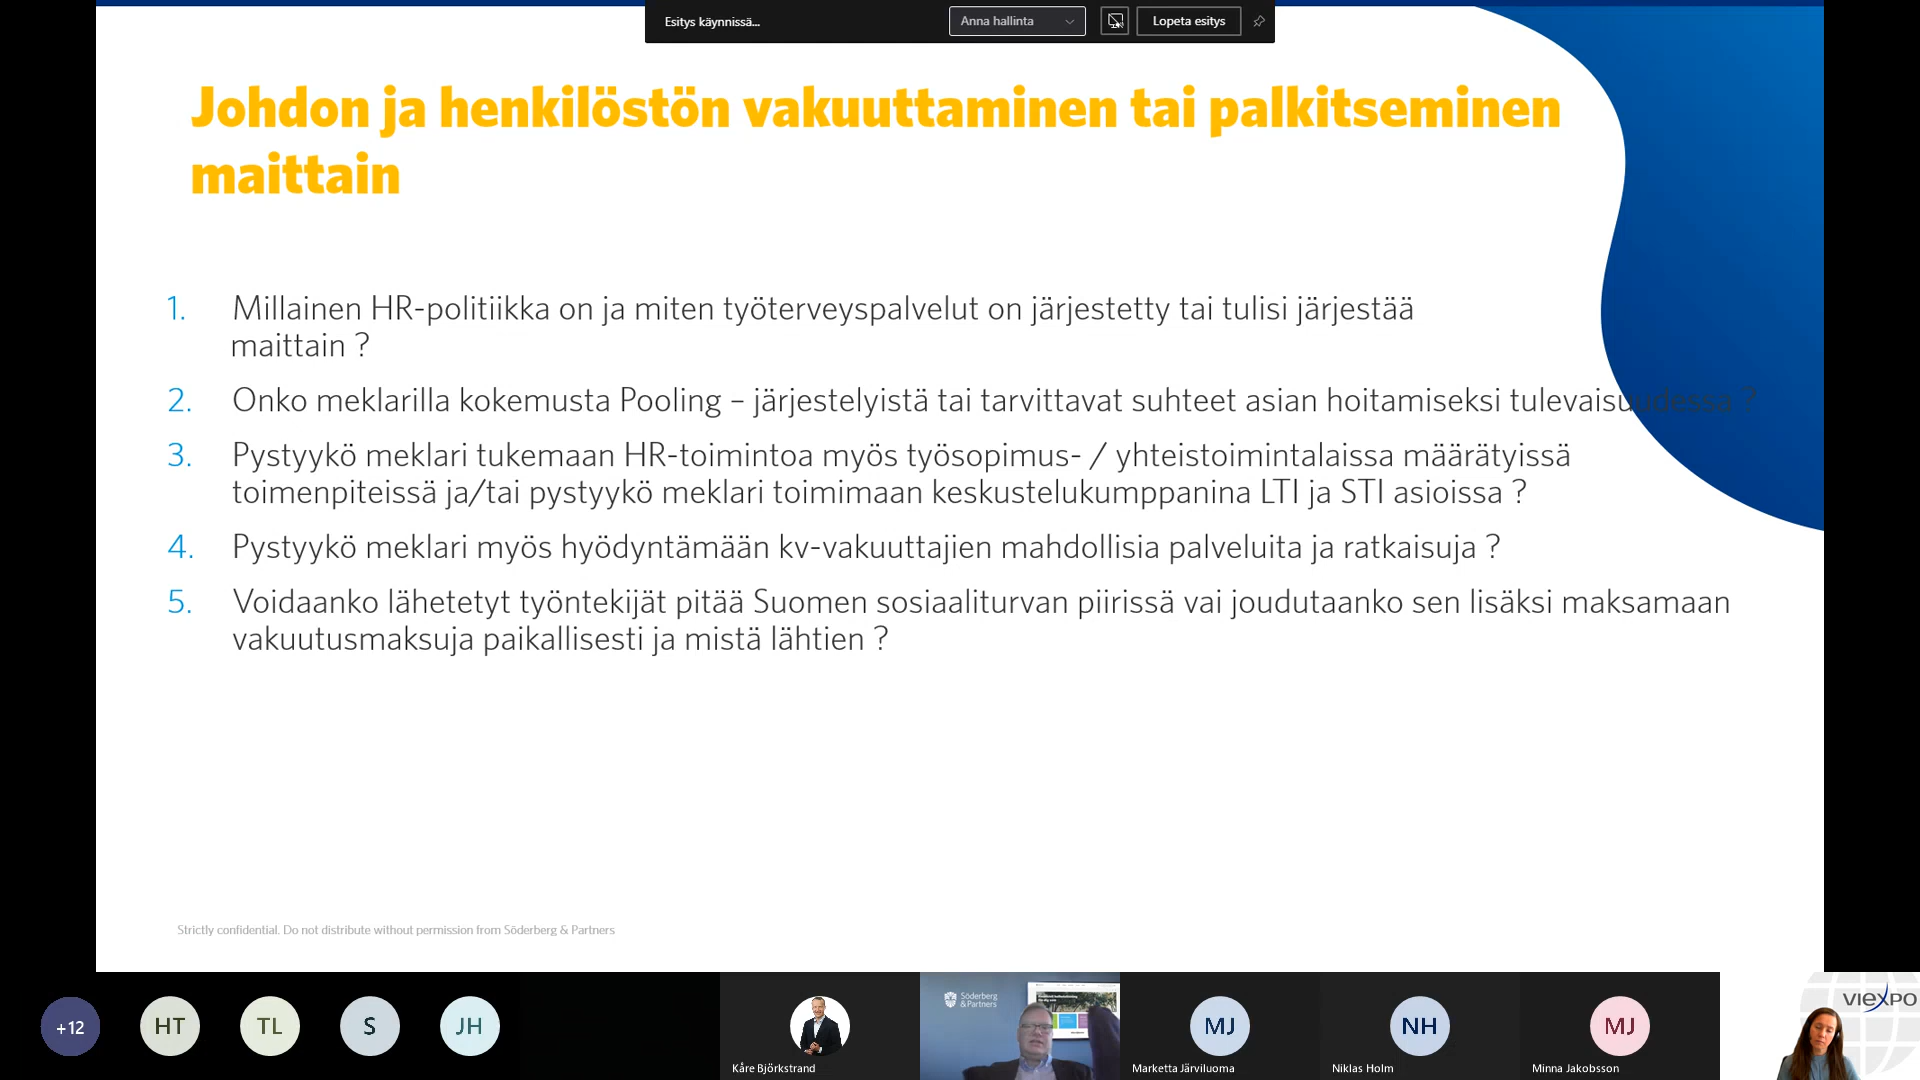 Esitys käynnissä...
Anna hallinta
Lopeta esitys
Johdon ja henkilöstön vakuuttaminen tai palkitseminen
maittain
1. Millainen HR-politiikka on ja miten työterveyspalvelut on järjestetty tai tulisi järjestää
maittain ?
2. Onko meklarilla kokemusta Pooling – järjestelyistä tai tarvittavat suhteet asian hoitamiseksi tulevaisuudessa ?
3. Pystyykö meklari tukemaan HR-toimintoa myös työsopimus- / yhteistoimintalaissa määrätyissä
toimenpiteissä ja/tai pystyykö meklari toimimaan keskustelukumppanina LTI ja STI asioissa ?
4. Pystyykö meklari myös hyödyntämään kv-vakuuttajien mahdollisia palveluita ja ratkaisuja ?
5. Voidaanko lähetetyt työntekijät pitää Suomen sosiaaliturvan piirissä vai joudutaanko sen lisäksi maksamaan
vakuutusmaksuja paikallisesti ja mistä lähtien ?
Strictly confidential. Do not distribute without permission from Söderberg & Partners
+12
HT
TL
S
JH
Kåre Björkstrand
Söderberg
& Partners
MJ
Marketta Järviluoma
NH
Niklas Holm
MJ
Minna Jakobsson
VIEXPO